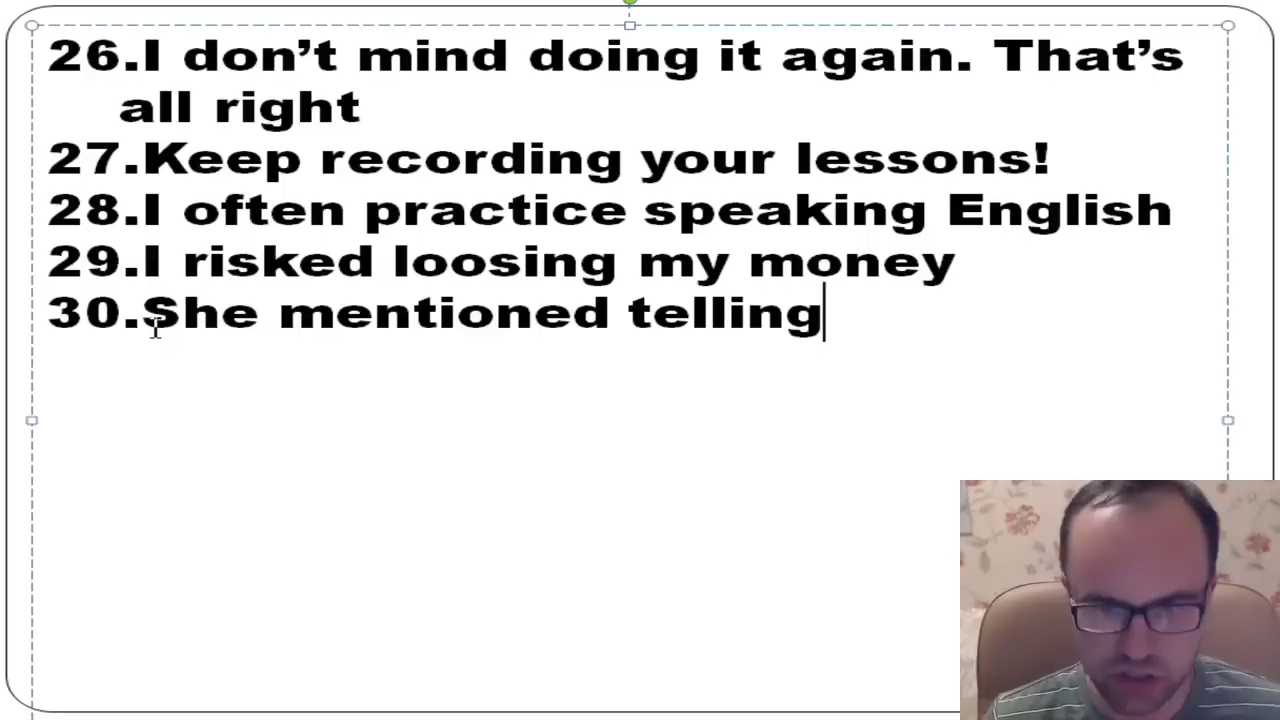 26.I don’t mind doing it again. That’s
all right
27.Keep recording your lessons!
28.I often practice speaking English
29.I risked loosing my money
30.She mentioned telling